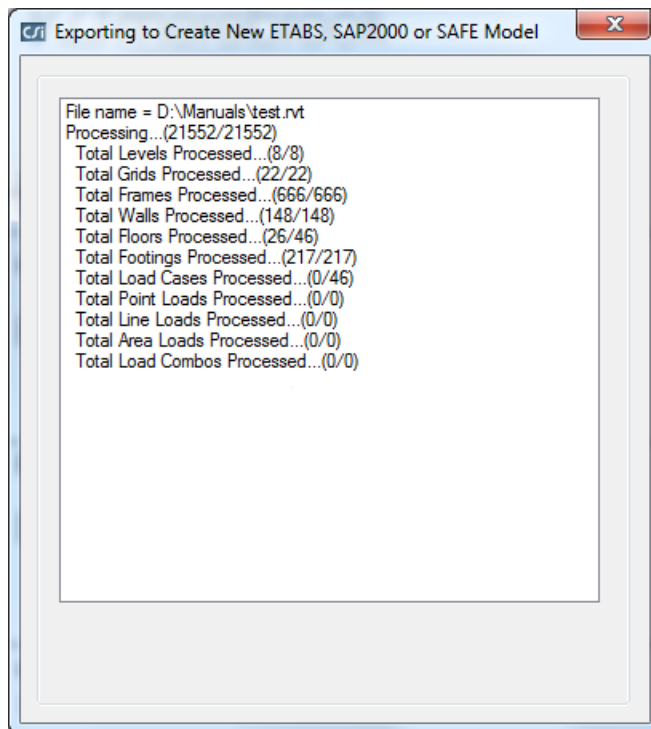 CSi Exporting to Create New ETABS, SAP2000 or SAFE Model
File name = D:\Manuals\test.rvt
Processing...(21552/21552)
Total Levels Processed...(8/8)
Total Grids Processed...(22/22)
Total Frames Processed...(666/666)
Total Walls Processed...(148/148)
Total Floors Processed...(26/46)
Total Footings Processed...(217/217)
Total Load Cases Processed...(0/46)
Total Point Loads Processed...(0/0)
Total Line Loads Processed...(0/0)
Total Area Loads Processed...(0/0)
Total Load Combos Processed...(0/0)